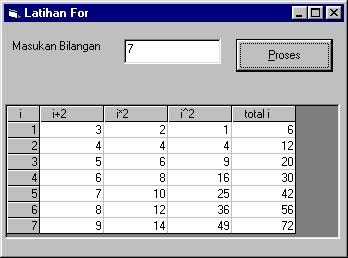 Latihan For
Masukan Bilangan 7 Proses
i i+2 i*2 i^2 total i
1 3 2 1 6
2 4 4 4 12
3 5 6 9 20
4 6 8 16 30
5 7 10 25 42
6 8 12 36 56
7 9 14 49 72